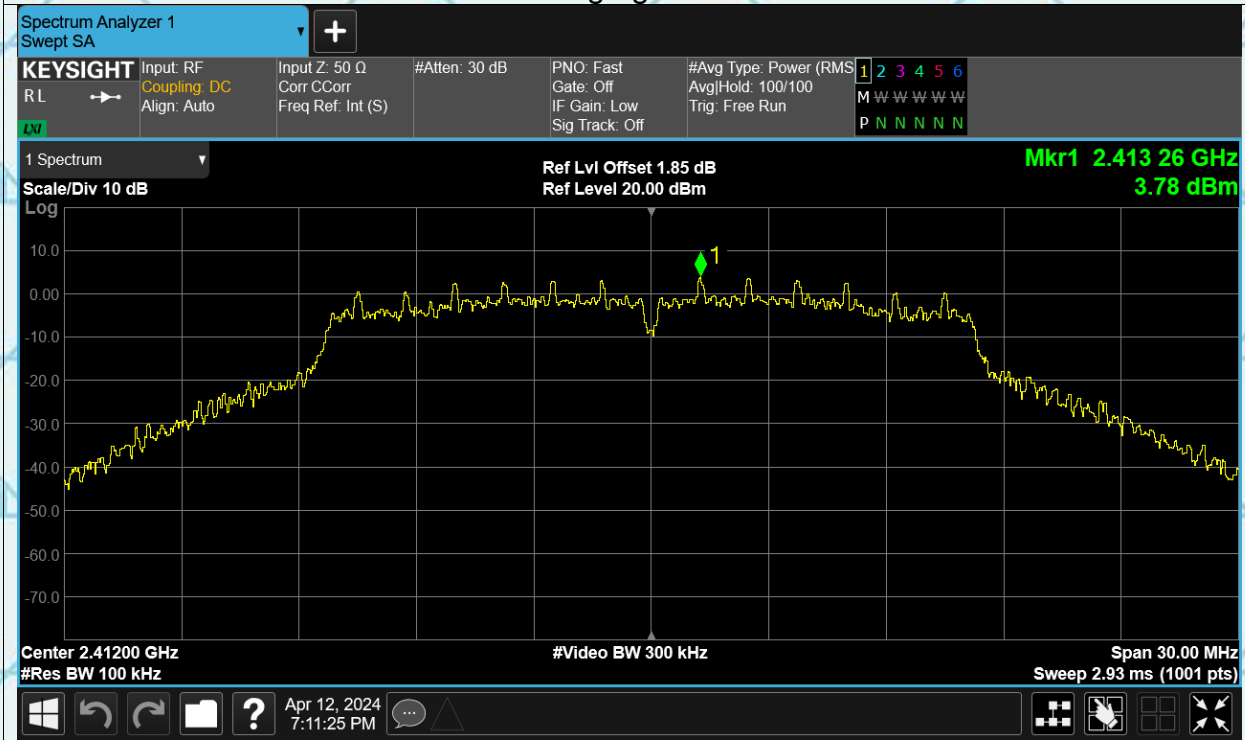 Spectrum Analyzer 1
Swept SA
+
KEYSIGHT
RL
LXI
Input: RF
Coupling: DC
Align: Auto
Input Z: 50 Ω
Corr CCorr
Freq Ref: Int (S)
#Atten: 30 dB
PNO: Fast
Gate: Off
IF Gain: Low
Sig Track: Off
#Avg Type: Power (RMS
Avg|Hold: 100/100
Trig: Free Run
1 2 3 4 5 6
M W W W W W
P N N N N N
1 Spectrum
Scale/Div 10 dB
Log
Ref Lvl Offset 1.85 dB
Ref Level 20.00 dBm
Mkr1 2.413 26 GHz
3.78 dBm
1
10.0
0.00
-10.0
-20.0
-30.0
-40.0
-50.0
-60.0
-70.0
Center 2.41200 GHz
#Video BW 300 kHz
Span 30.00 MHz
#Res BW 100 kHz
Sweep 2.93 ms (1001 pts)
?
Apr 12, 2024
7:11:25 PM